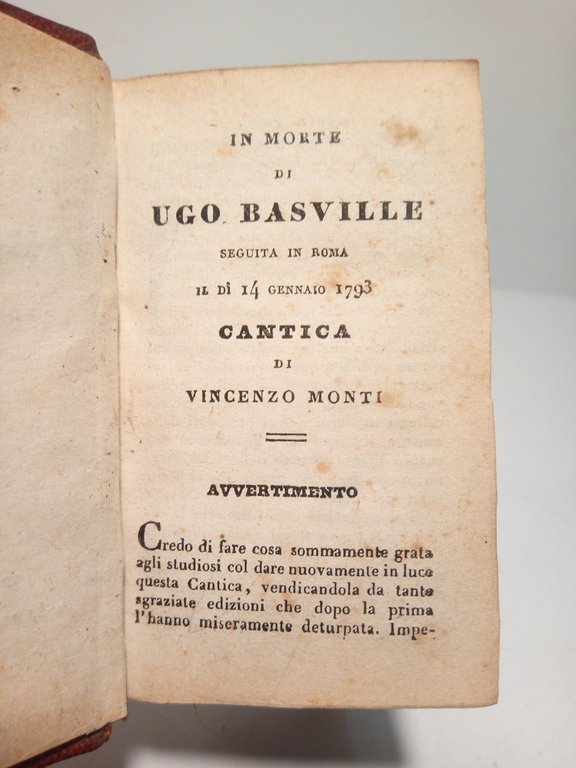 IN MORTE
DI
UGO BASVILLE
SEGUITA IN ROMA
IL DÌ 14 GENNAIO 1793
CANTICA
DI
VINCENZO MONTI
AVVERTIMENTO
Credo di fare cosa sommamente grata
agli studiosi col dare nuovamente in luce
questa Cantica, vendicandola da tante
sgraziate edizioni che dopo la prima
l'hanno miseramente deturpata. Impe-